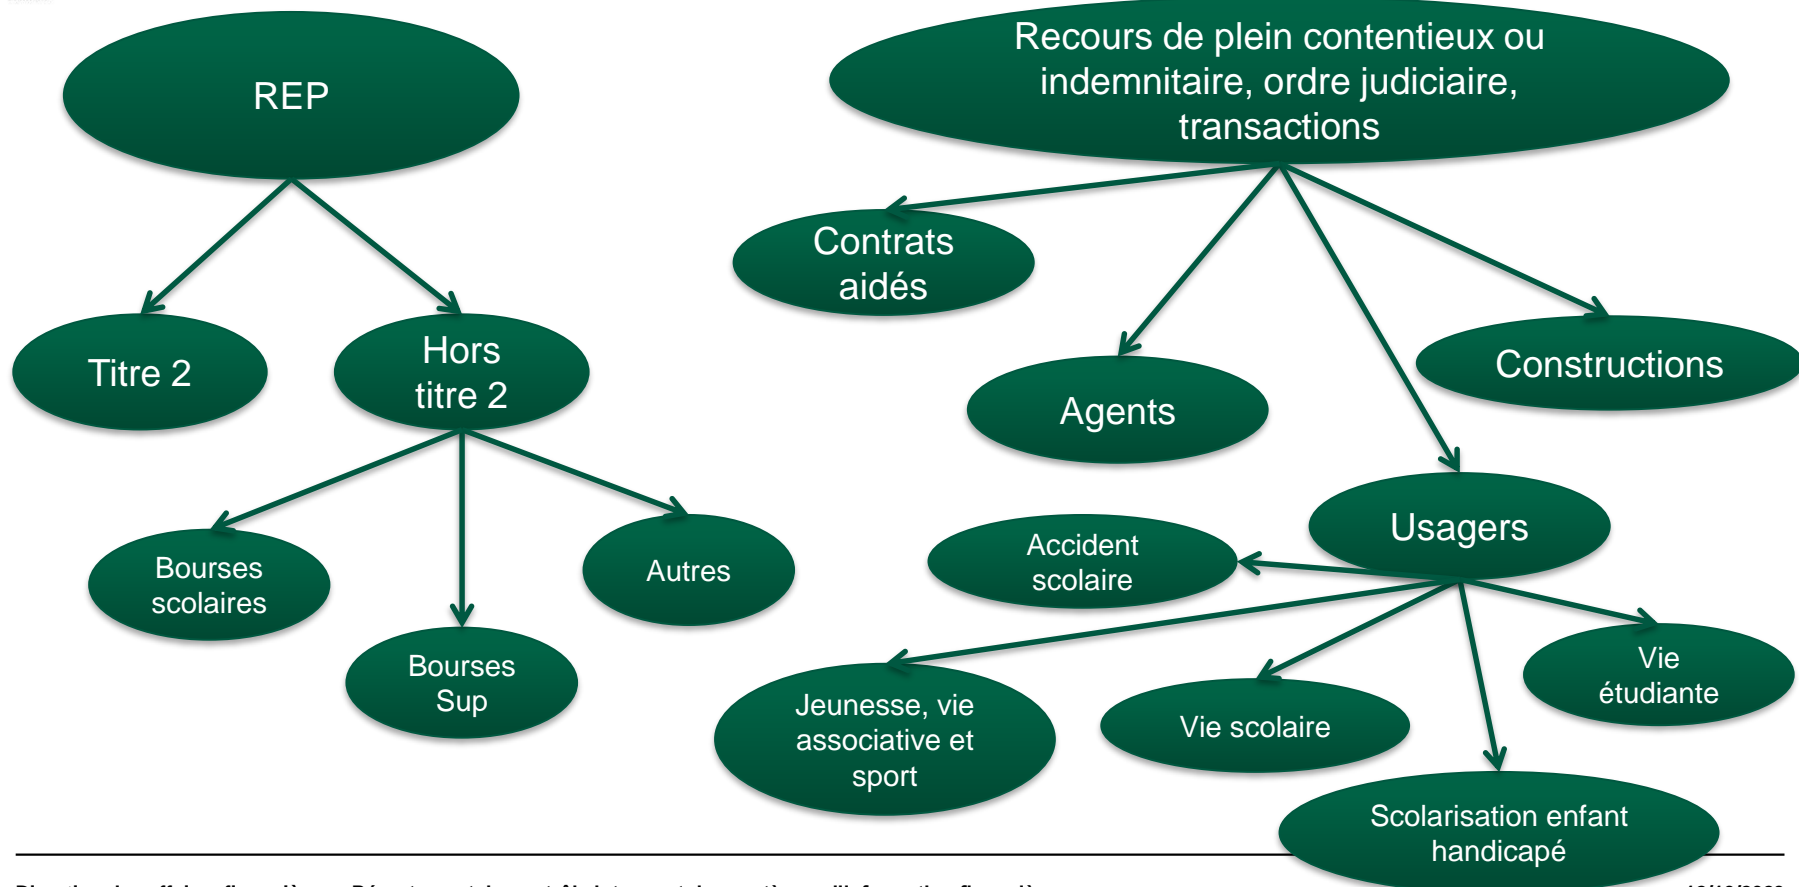 REP
Recours de plein contentieux ou
indemnitaire, ordre judiciaire,
transactions
Contrats
aidés
Titre 2
Hors
titre 2
Agents
Constructions
Usagers
Bourses
scolaires
Autres
Accident
scolaire
Bourses
Sup
Jeunesse, vie
associative et
sport
Vie scolaire
Vie
étudiante
Scolarisation enfant
handicapé